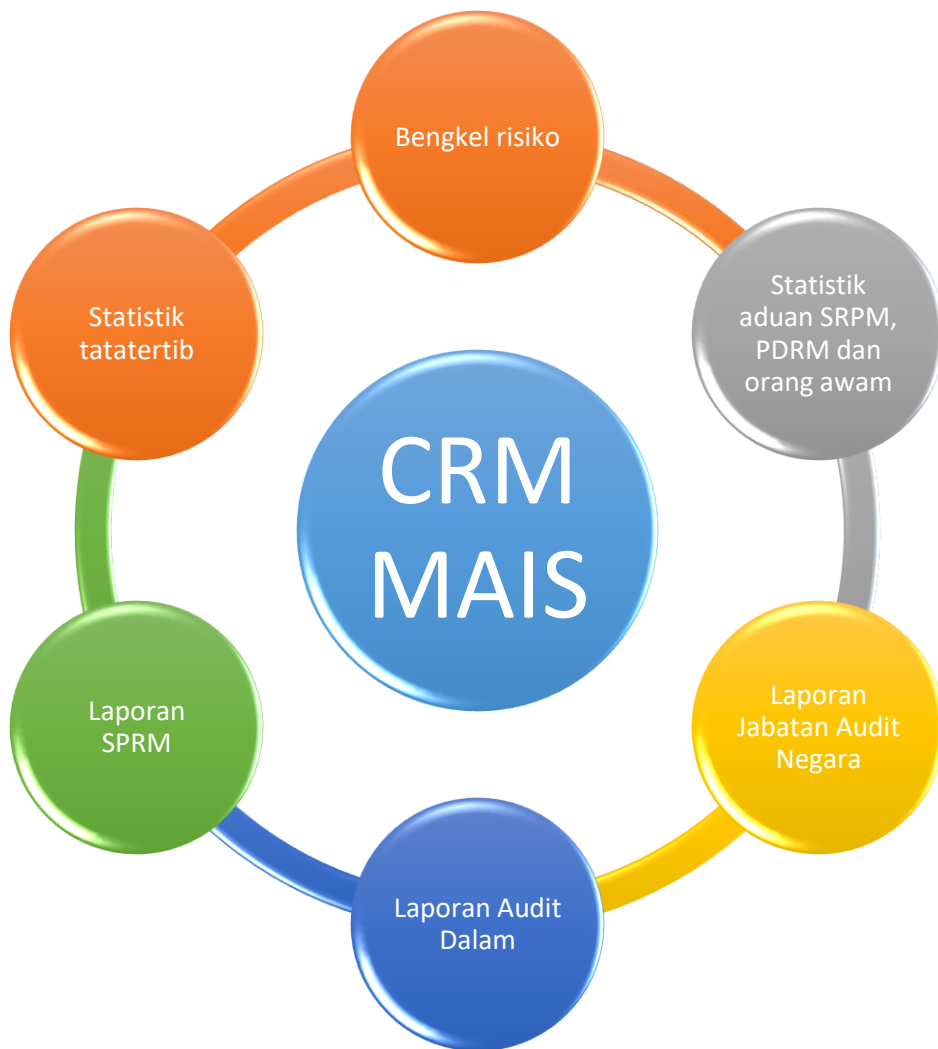 Bengkel risiko
Statistik
aduan SRPM,
PDRM dan
orang awam
Laporan
Jabatan Audit
Negara
Laporan Audit
Dalam
Laporan
SPRM
Statistik
tatatertib
CRM
MAIS